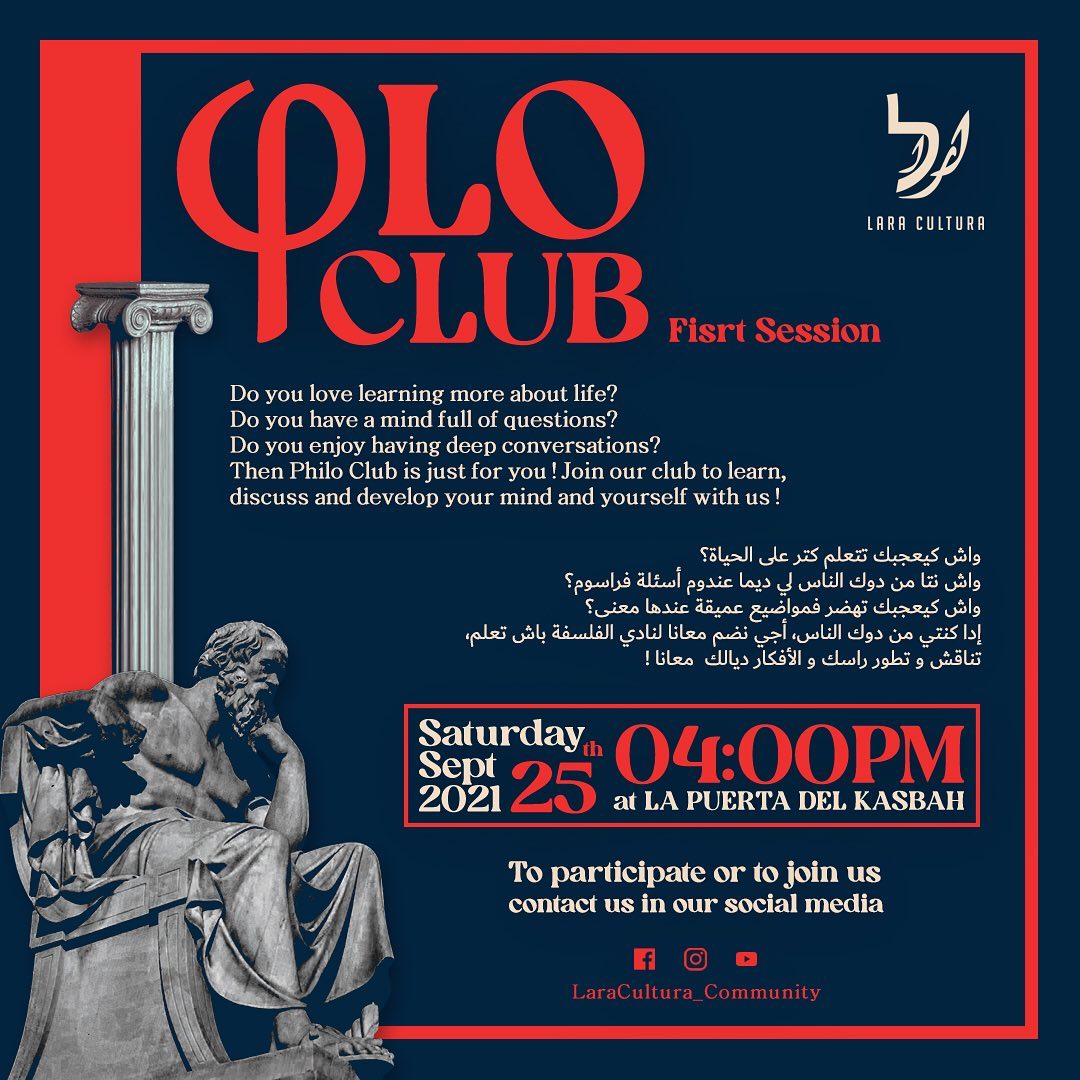 φLO
CLUB
Fisrt Session
LARA CULTURA
Do you love learning more about life?
Do you have a mind full of questions?
Do you enjoy having deep conversations?
Then Philo Club is just for you ! Join our club to learn,
discuss and develop your mind and yourself with us !
واش كيعجبك تتعلم كتر على الحياة؟
واش نتا من دوك الناس لي ديما عندوم أسئلة فراسوم؟
واش كيعجبك تهضر فمواضيع عميقة عندها معنى؟
إدا كنتي من دوك الناس، أجي نضم معانا لنادي الفلسفة باش تعلم،
تناقش و تطور راسك و الأفكار ديالك معانا !
Saturday
Sept 25th
2021
04:00PM
at LA PUERTA DEL KASBAH
To participate or to join us
contact us in our social media
LaraCultura_Community